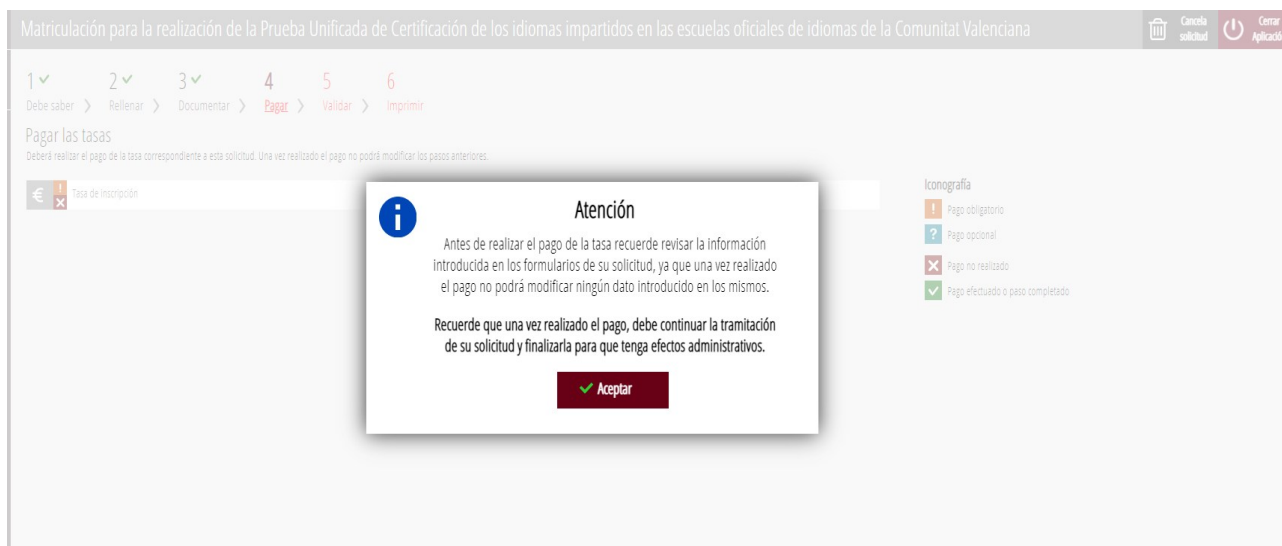 Matriculación para la realización de la Prueba Unificada de Certificación de los idiomas impartidos en las escuelas oficiales de idiomas de la Comunitat Valenciana
Cancela
solicitud
Cerrar
1 2 3 4 5 6
Debe saber > Rellenar > Documentar > Pagar > Validar > Imprimir
Pagar las tasas
Deberá realizar el pago de la tasa correspondiente a esta solicitud. Una vez realizado el pago no podrá modificar los pasos anteriores.
€ ! Tasa de Inscripción
Atención
Antes de realizar el pago de la tasa recuerde revisar la información
introducida en los formularios de su solicitud, ya que una vez realizado
el pago no podrá modificar ningún dato introducido en los mismos.
Recuerde que una vez realizado el pago, debe continuar la tramitación
de su solicitud y finalizarla para que tenga efectos administrativos.
Aceptar
Iconografía
! Pago obligatorio
? Pago opcional
Pago no realizado
Pago efectuado o paso completado